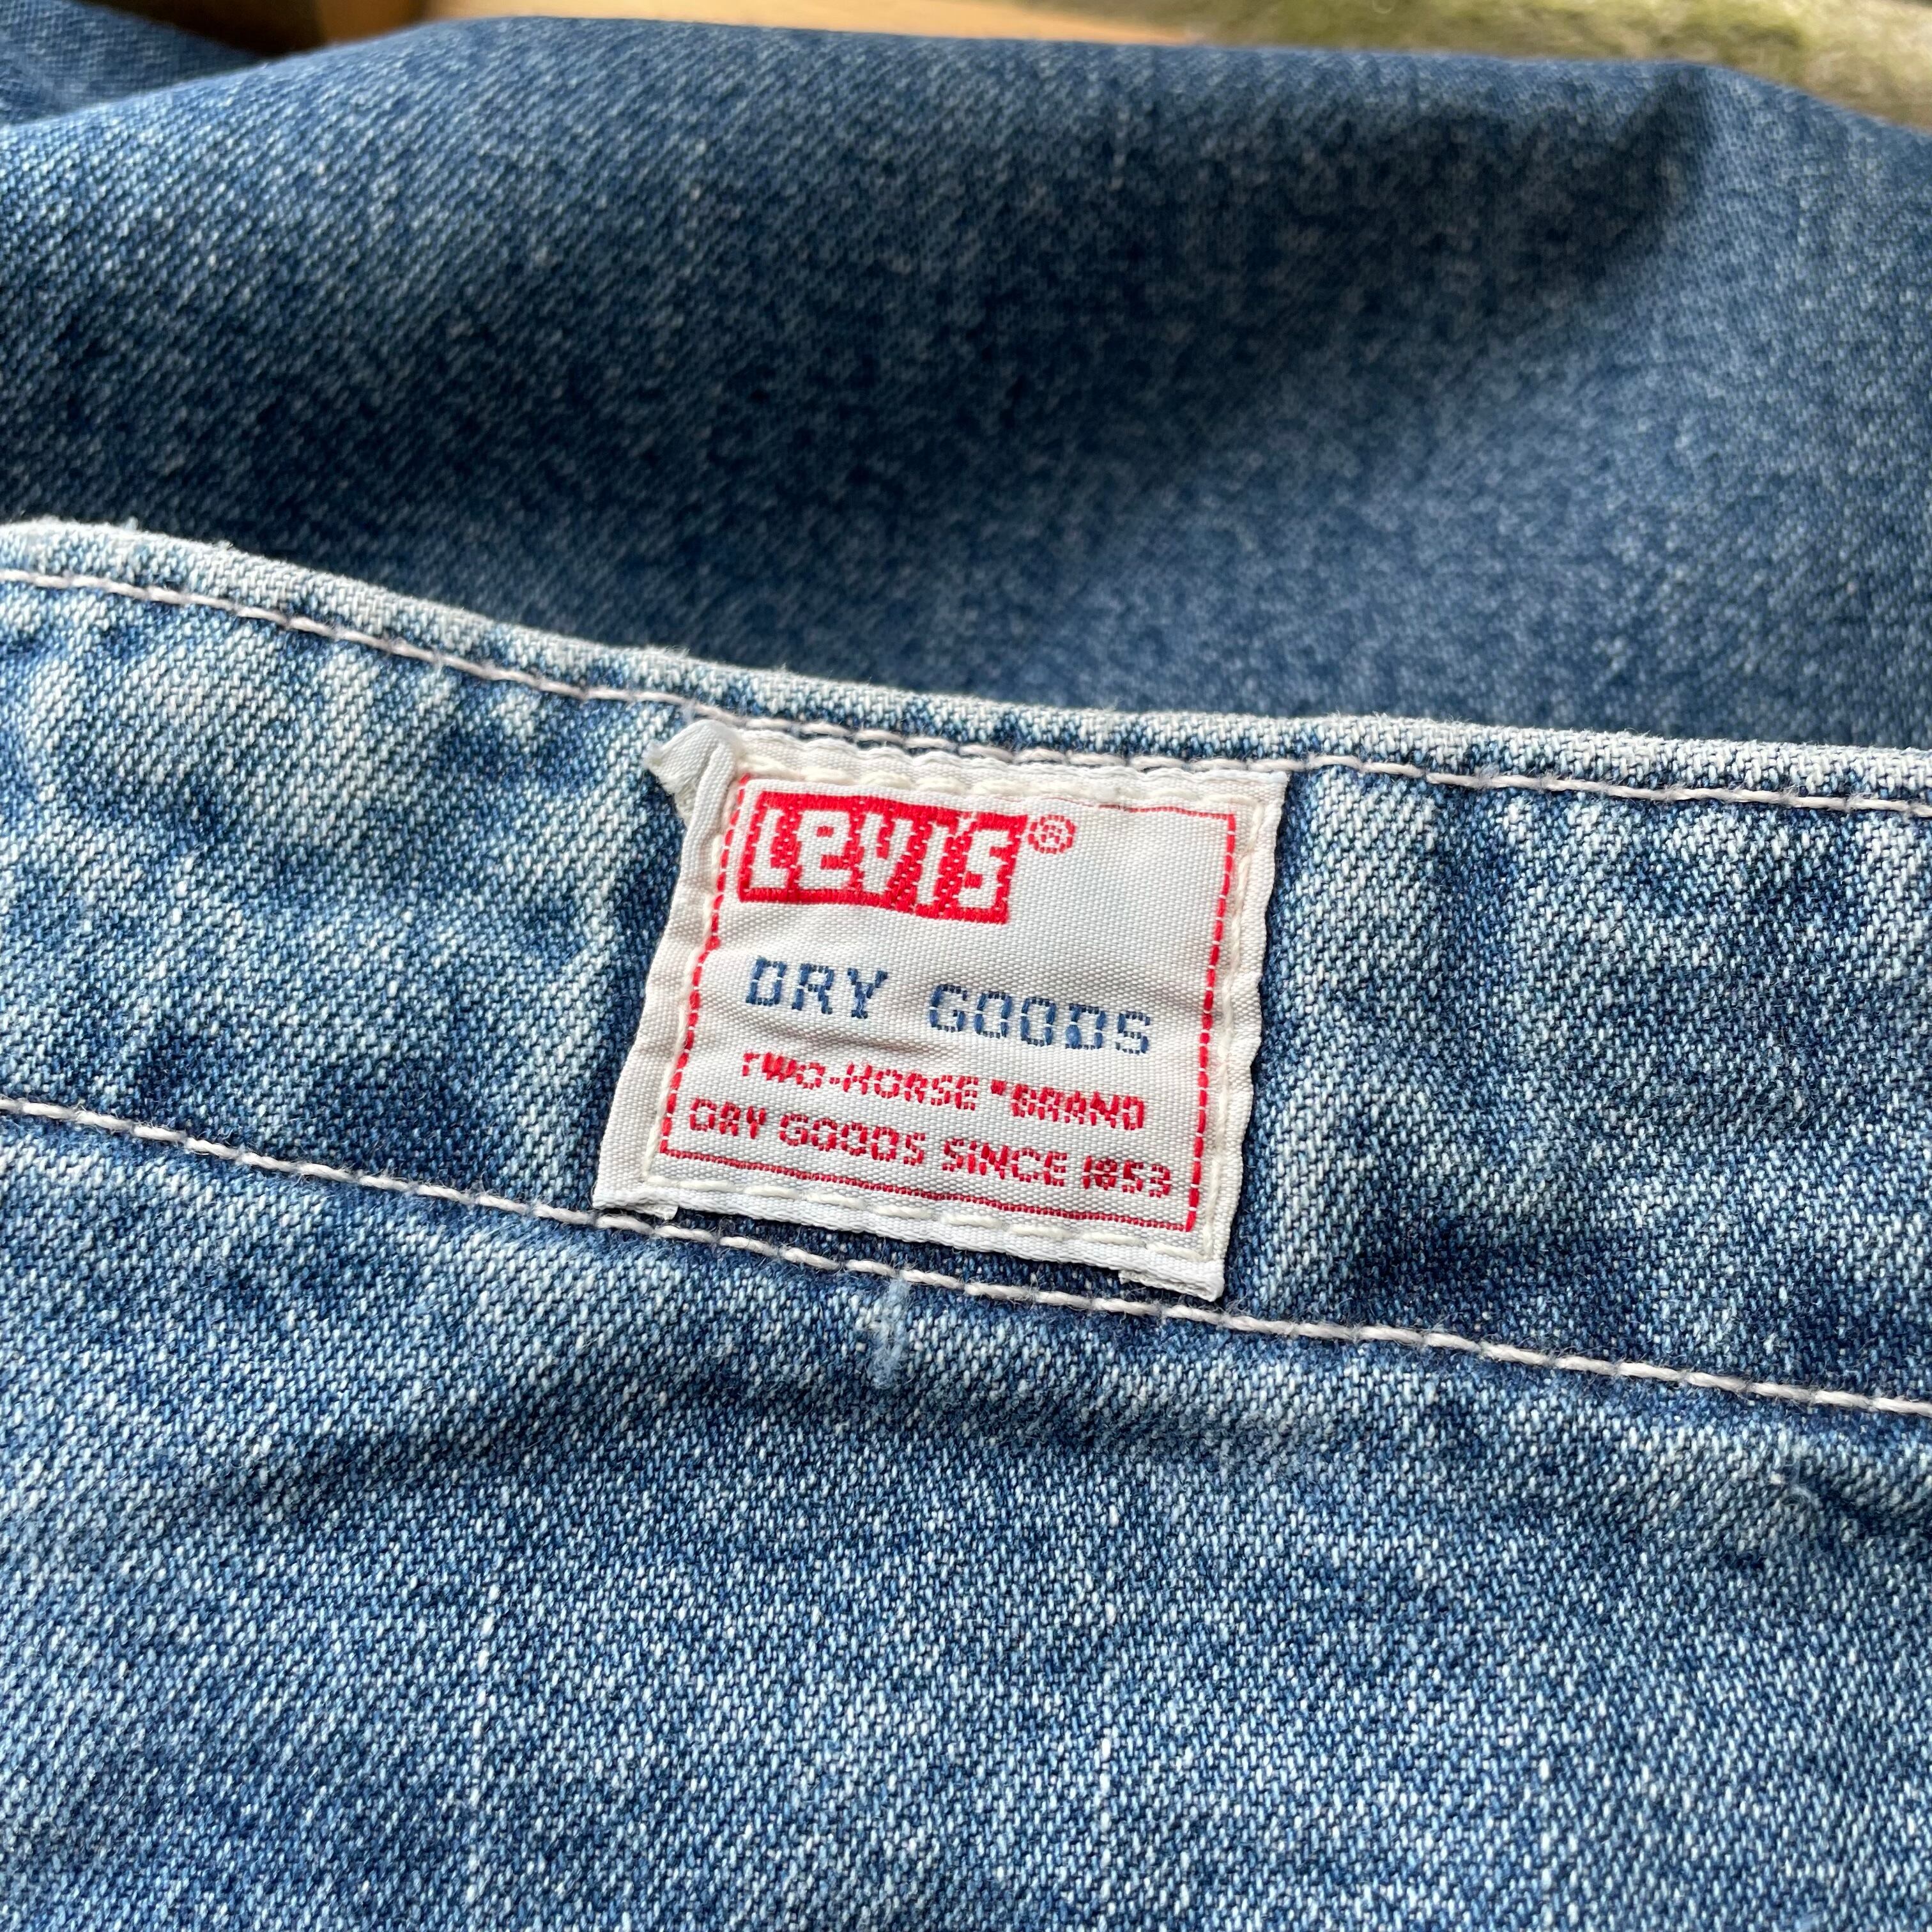 LEVI'S®
DRY GOODS
TWO-HORSE "BRAND
DRY GOODS SINCE 1853